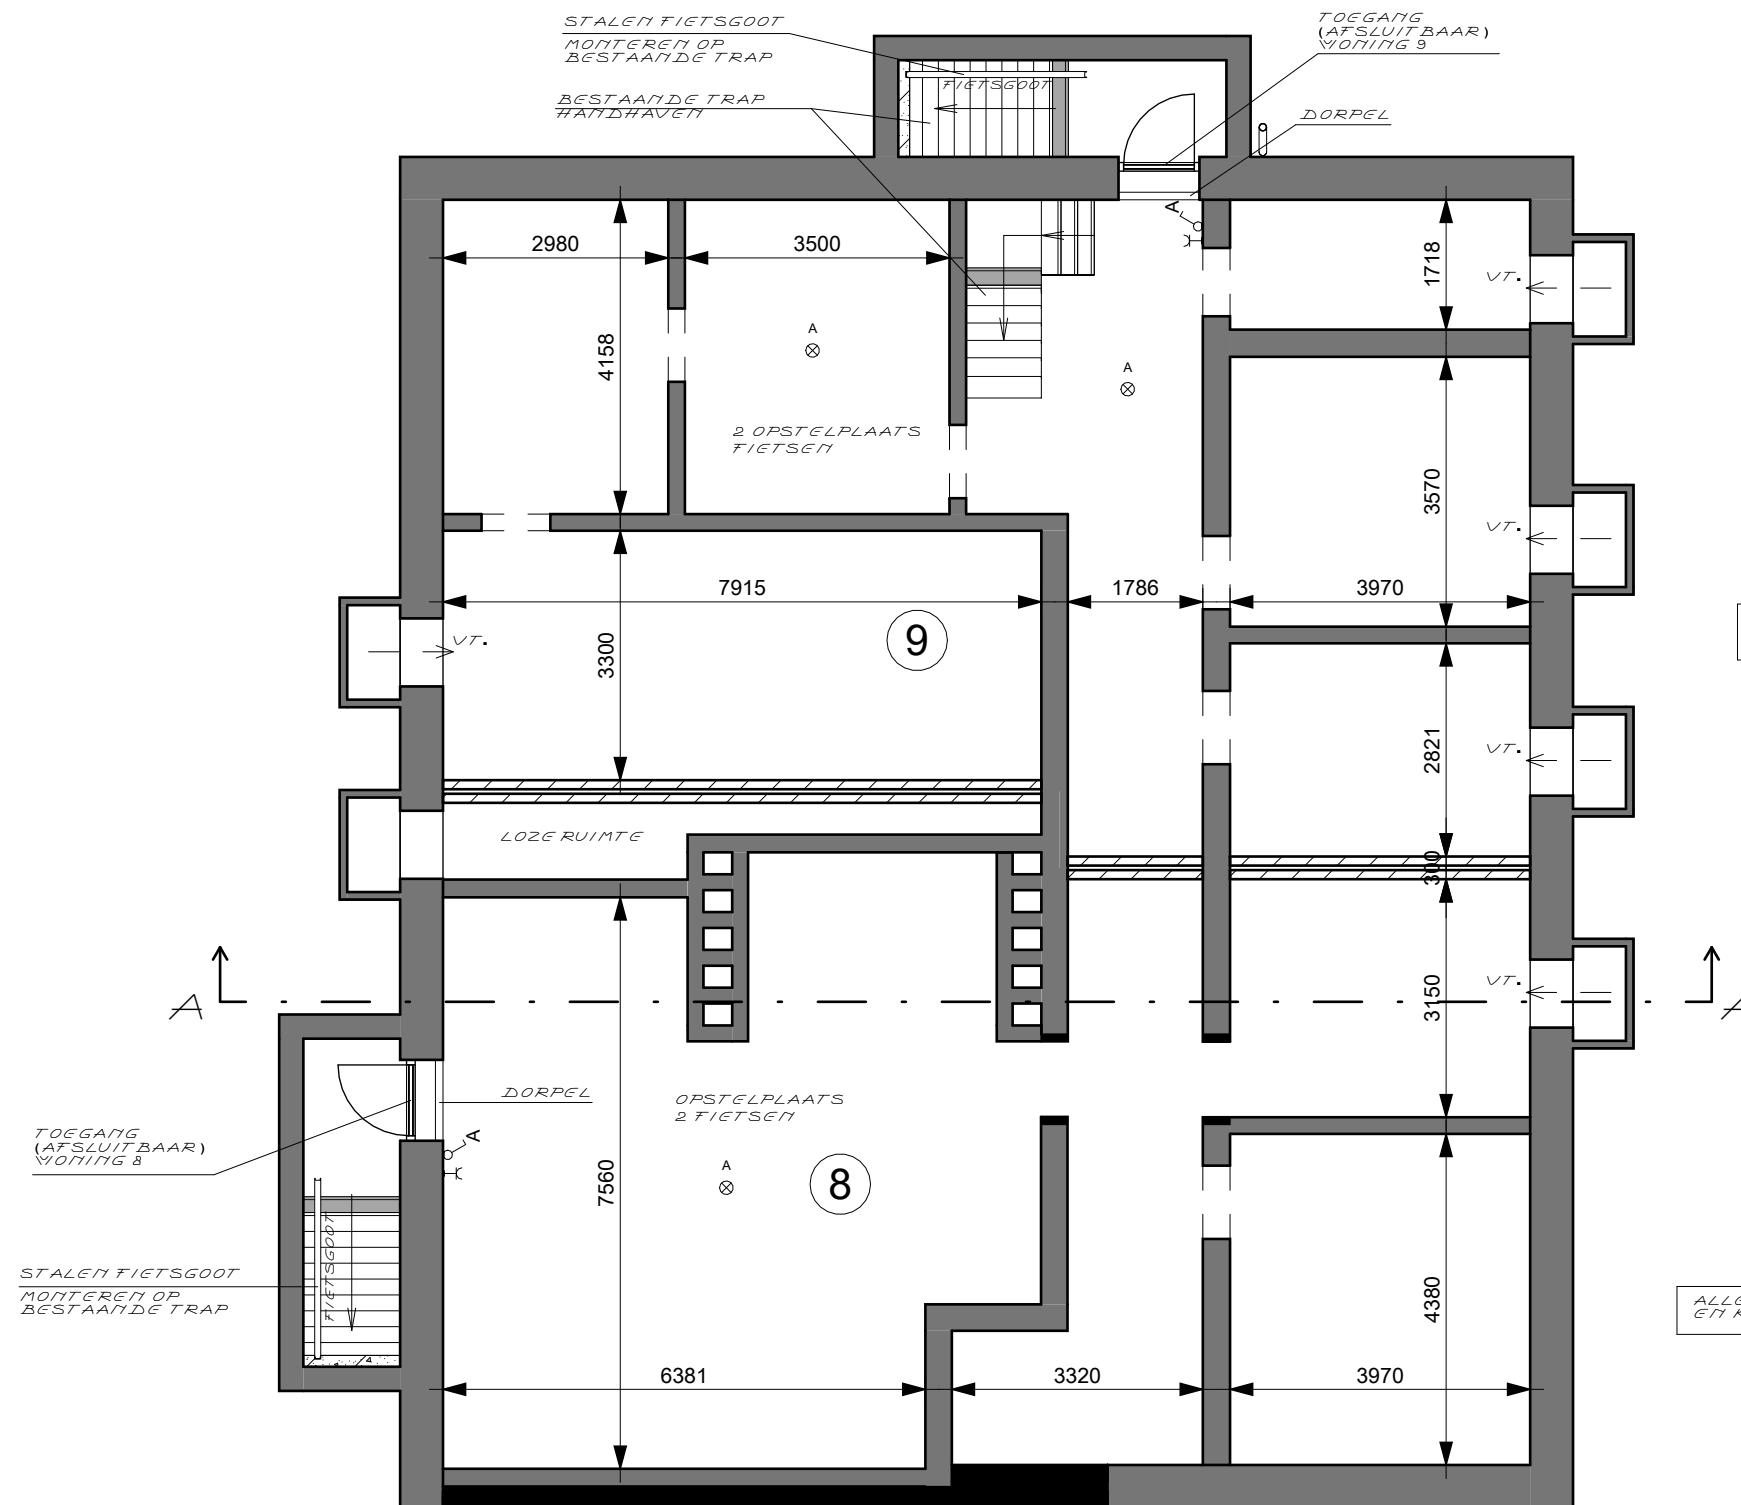 STALEN FIETSGOOT
MONTEREN OP
BESTAANDE TRAP
TOEGANG
(AFSLUITBAAR)
WONING 9
FIETSGOOT
BESTAANDE TRAP
HANDHAVEN
DORPEL
A
2980
3500
1718
VT.
4158
A
A
2 OPSTELPLAATS
FIETSEN
3570
VT.
7915
1786
3970
9
VT.
3300
2821
VT.
LOZE RUIMTE
300
A
3150
VT.
DORPEL
OPSTELPLAATS
2 FIETSEN
TOEGANG
(AFSLUITBAAR)
WONING 8
A
A
7560
8
FIETSGOOT
STALEN FIETSGOOT
MONTEREN OP
BESTAANDE TRAP
4380
6381
3320
3970